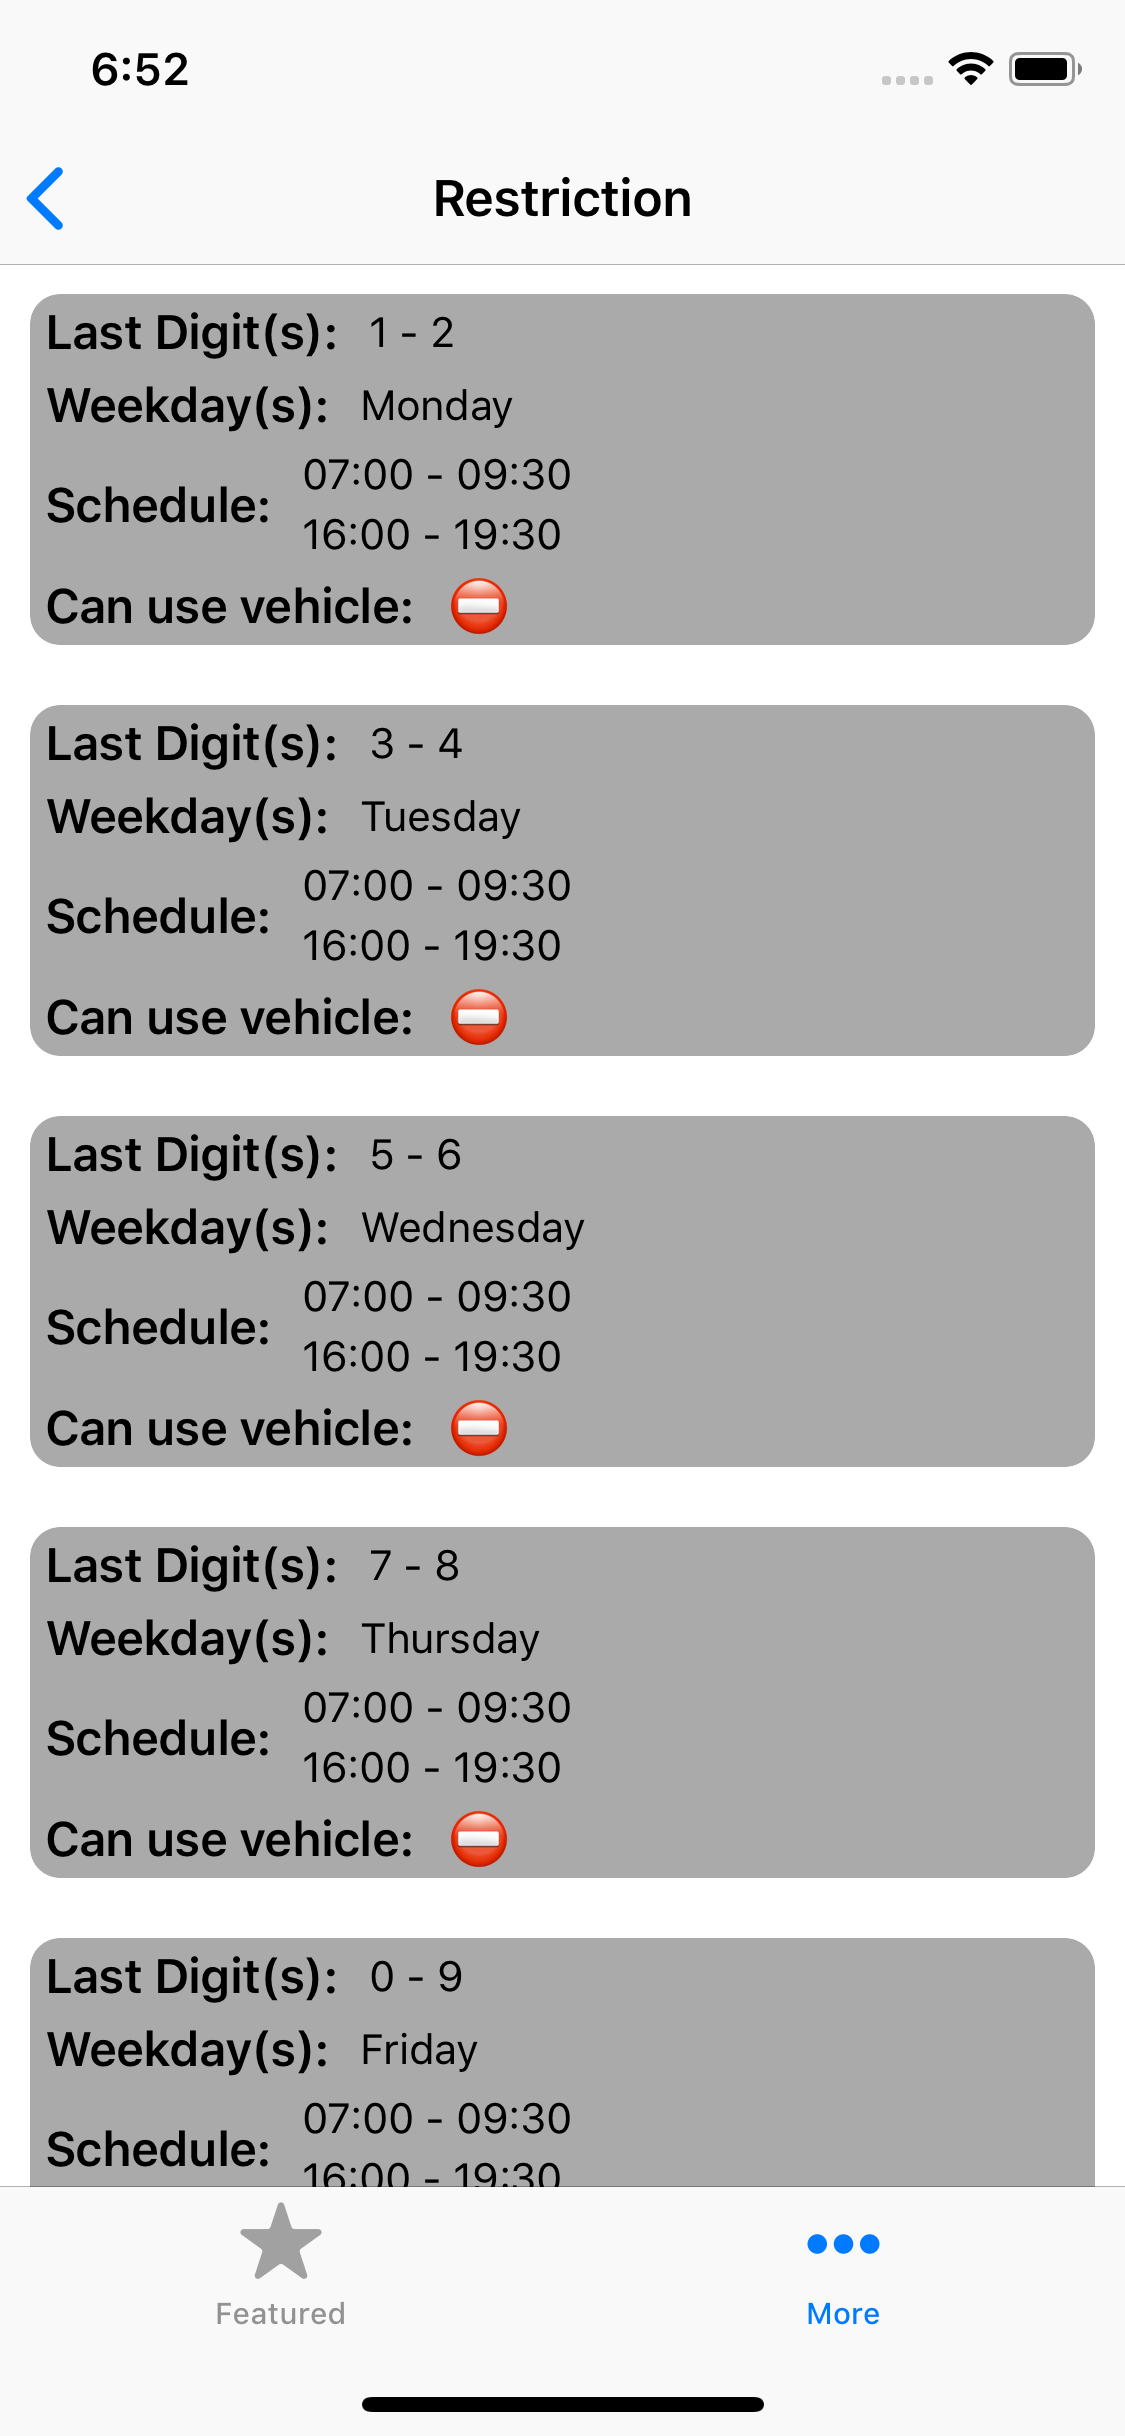 6:52
Restriction
Last Digit(s): 1 - 2
Weekday(s): Monday
Schedule: 07:00 - 09:30
16:00 - 19:30
Can use vehicle:
Last Digit(s): 3 - 4
Weekday(s): Tuesday
Schedule: 07:00 - 09:30
16:00 - 19:30
Can use vehicle:
Last Digit(s): 5 - 6
Weekday(s): Wednesday
Schedule: 07:00 - 09:30
16:00 - 19:30
Can use vehicle:
Last Digit(s): 7 - 8
Weekday(s): Thursday
Schedule: 07:00 - 09:30
16:00 - 19:30
Can use vehicle:
Last Digit(s): 0 - 9
Weekday(s): Friday
Schedule: 07:00 - 09:30
16:00 - 19:30
Featured
More